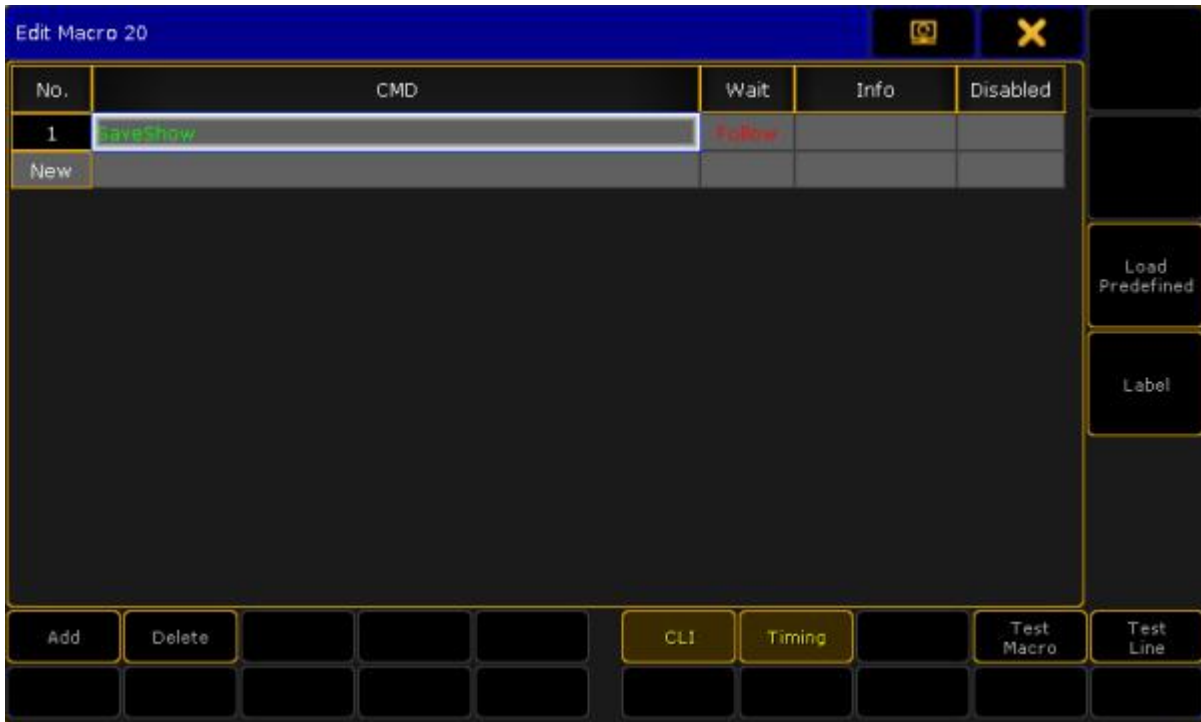 Edit Macro 20
No. CMD Wait Info Disabled
1 SaveShow Follow
New
Load
Predefined
Label
Add Delete CLI Timing Test Macro Test Line